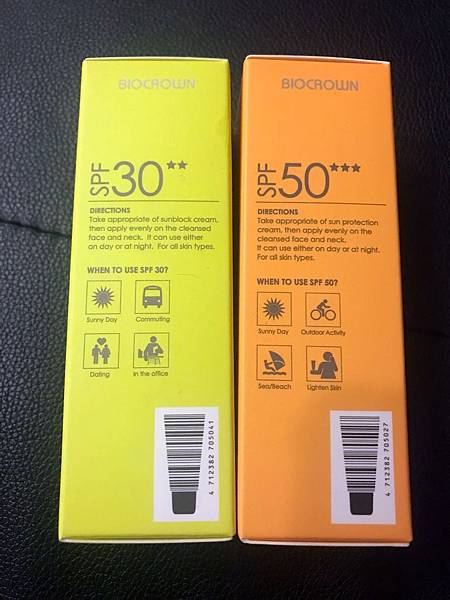 BIOCROWN
SPF 30**
DIRECTIONS
Take appropriate of sunblock cream,
then apply evenly on the cleansed
face and neck. It can use either
on day or at night. For all skin types.
WHEN TO USE SPF 30?
Sunny Day
Commuting
Dating
In the office
4 712382 705041
BIOCROWN
SPF 50***
DIRECTIONS
Take appropriate of sun protection
cream, then apply evenly on the
cleansed face and neck.
It can use either on day or at night.
For all skin types.
WHEN TO USE SPF 50?
Sunny Day
Outdoor Activity
Sea/Beach
Lighten Skin
4 712382 705027